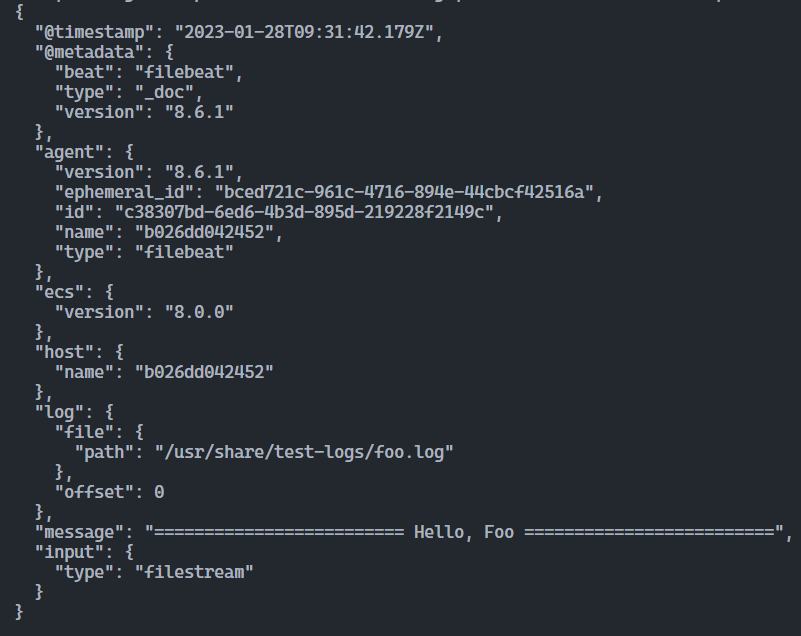 {
  "@timestamp": "2023-01-28T09:31:42.179Z",
  "@metadata": {
    "beat": "filebeat",
    "type": "_doc",
    "version": "8.6.1"
  },
  "agent": {
    "version": "8.6.1",
    "ephemeral_id": "bced721c-961c-4716-894e-44cbcf42516a",
    "id": "c38307bd-6ed6-4b3d-895d-219228f2149c",
    "name": "b026dd042452",
    "type": "filebeat"
  },
  "ecs": {
    "version": "8.0.0"
  },
  "host": {
    "name": "b026dd042452"
  },
  "log": {
    "file": {
      "path": "/usr/share/test-logs/foo.log"
    },
    "offset": 0
  },
  "message": "========================= Hello, Foo =========================",
  "input": {
    "type": "filestream"
  }
}